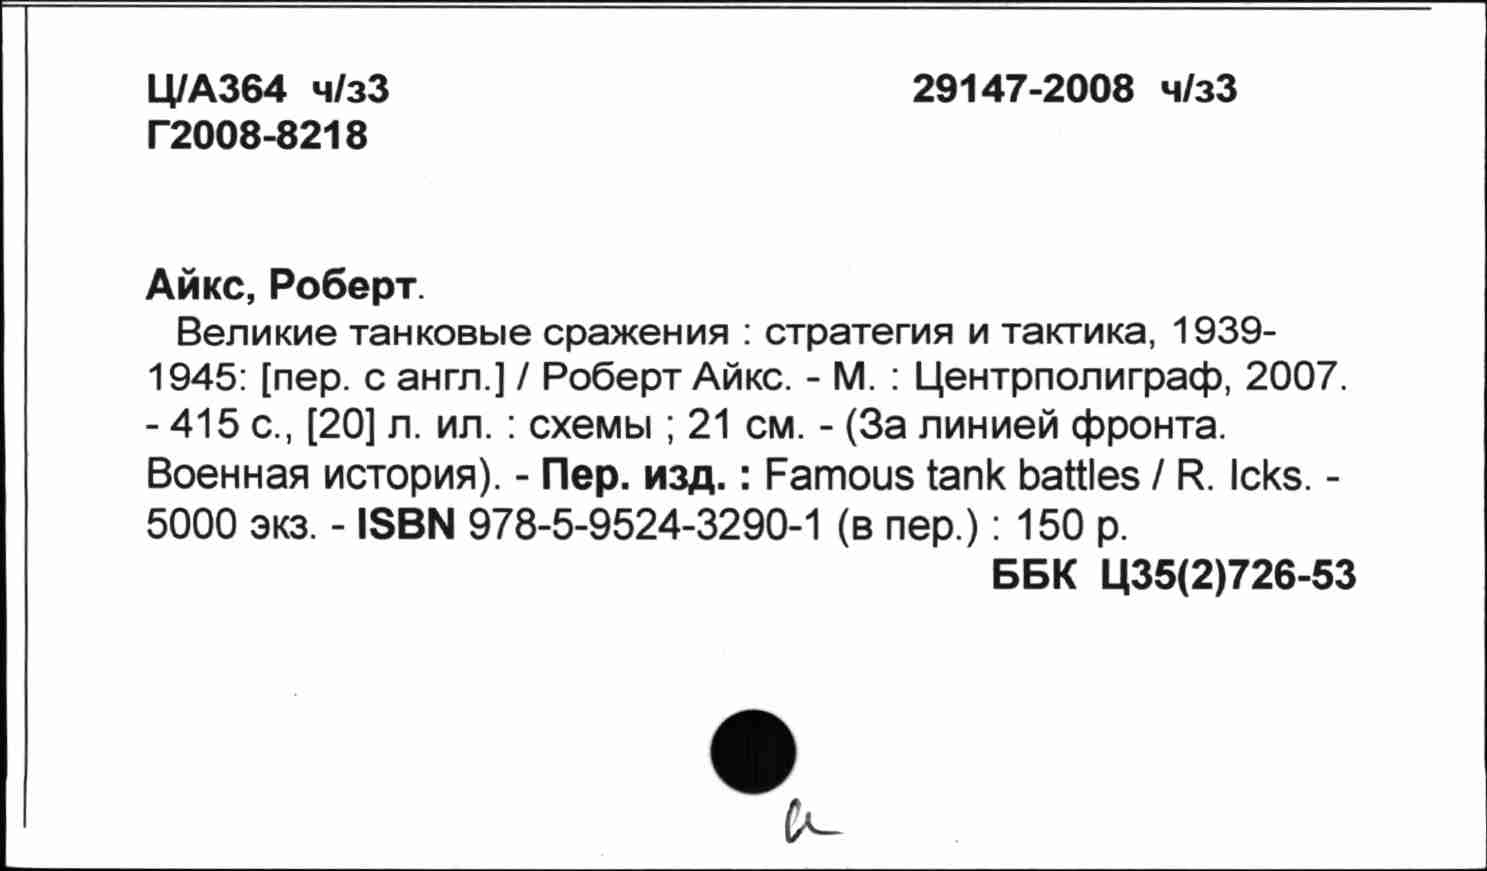 Ц/А364 ч/з3 29147-2008 ч/з3
Г2008-8218
Айкс, Роберт.
Великие танковые сражения : стратегия и тактика, 1939-
1945: [пер. с англ.] / Роберт Айкс. - М. : Центрполиграф, 2007.
- 415 с., [20] л. ил. : схемы ; 21 см. - (За линией фронта.
Военная история). - Пер. изд. : Famous tank battles / R. Icks. -
5000 экз. - ISBN 978-5-9524-3290-1 (в пер.) : 150 р.
ББК Ц35(2)726-53